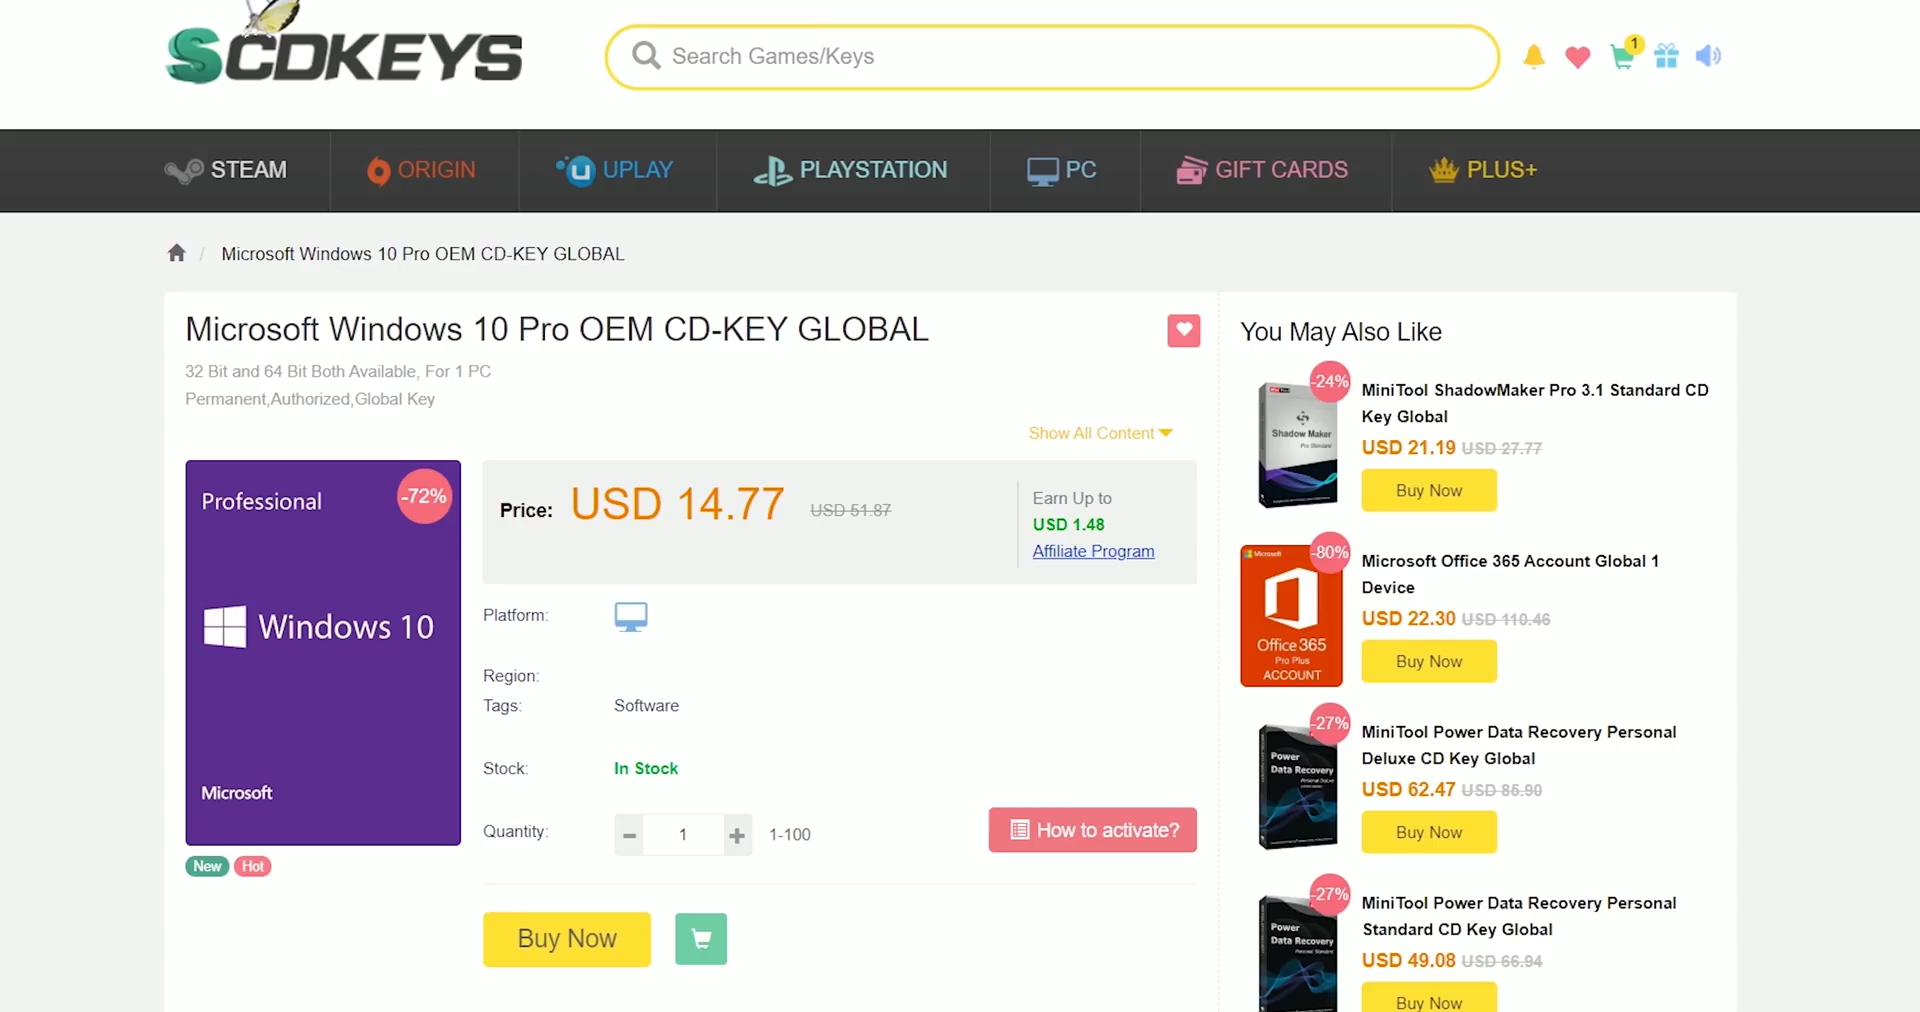 SCDKEYS
Search Games/Keys
1
STEAM
ORIGIN
UPLAY
PLAYSTATION
PC
GIFT CARDS
PLUS+
/ Microsoft Windows 10 Pro OEM CD-KEY GLOBAL
Microsoft Windows 10 Pro OEM CD-KEY GLOBAL
32 Bit and 64 Bit Both Available, For 1 PC
Permanent,Authorized,Global Key
Show All Content
Professional
-72%
Windows 10
Microsoft
New
Hot
Price: USD 14.77 USD 51.87
Earn Up to
USD 1.48
Affiliate Program
Platform:
Region:
Tags: Software
Stock: In Stock
Quantity: - 1 + 1-100
How to activate?
Buy Now
You May Also Like
-24%
Shadow Maker
Pro Standard
MiniTool ShadowMaker Pro 3.1 Standard CD
Key Global
USD 21.19 USD 27.77
Buy Now
Microsoft
-80%
Office 365
Pro Plus
ACCOUNT
Microsoft Office 365 Account Global 1
Device
USD 22.30 USD 110.46
Buy Now
-27%
Power
Data Recovery
Personal Deluxe
MiniTool Power Data Recovery Personal
Deluxe CD Key Global
USD 62.47 USD 85.90
Buy Now
-27%
Power
Data Recovery
Personal Standard
MiniTool Power Data Recovery Personal
Standard CD Key Global
USD 49.08 USD 66.94
Buy Now